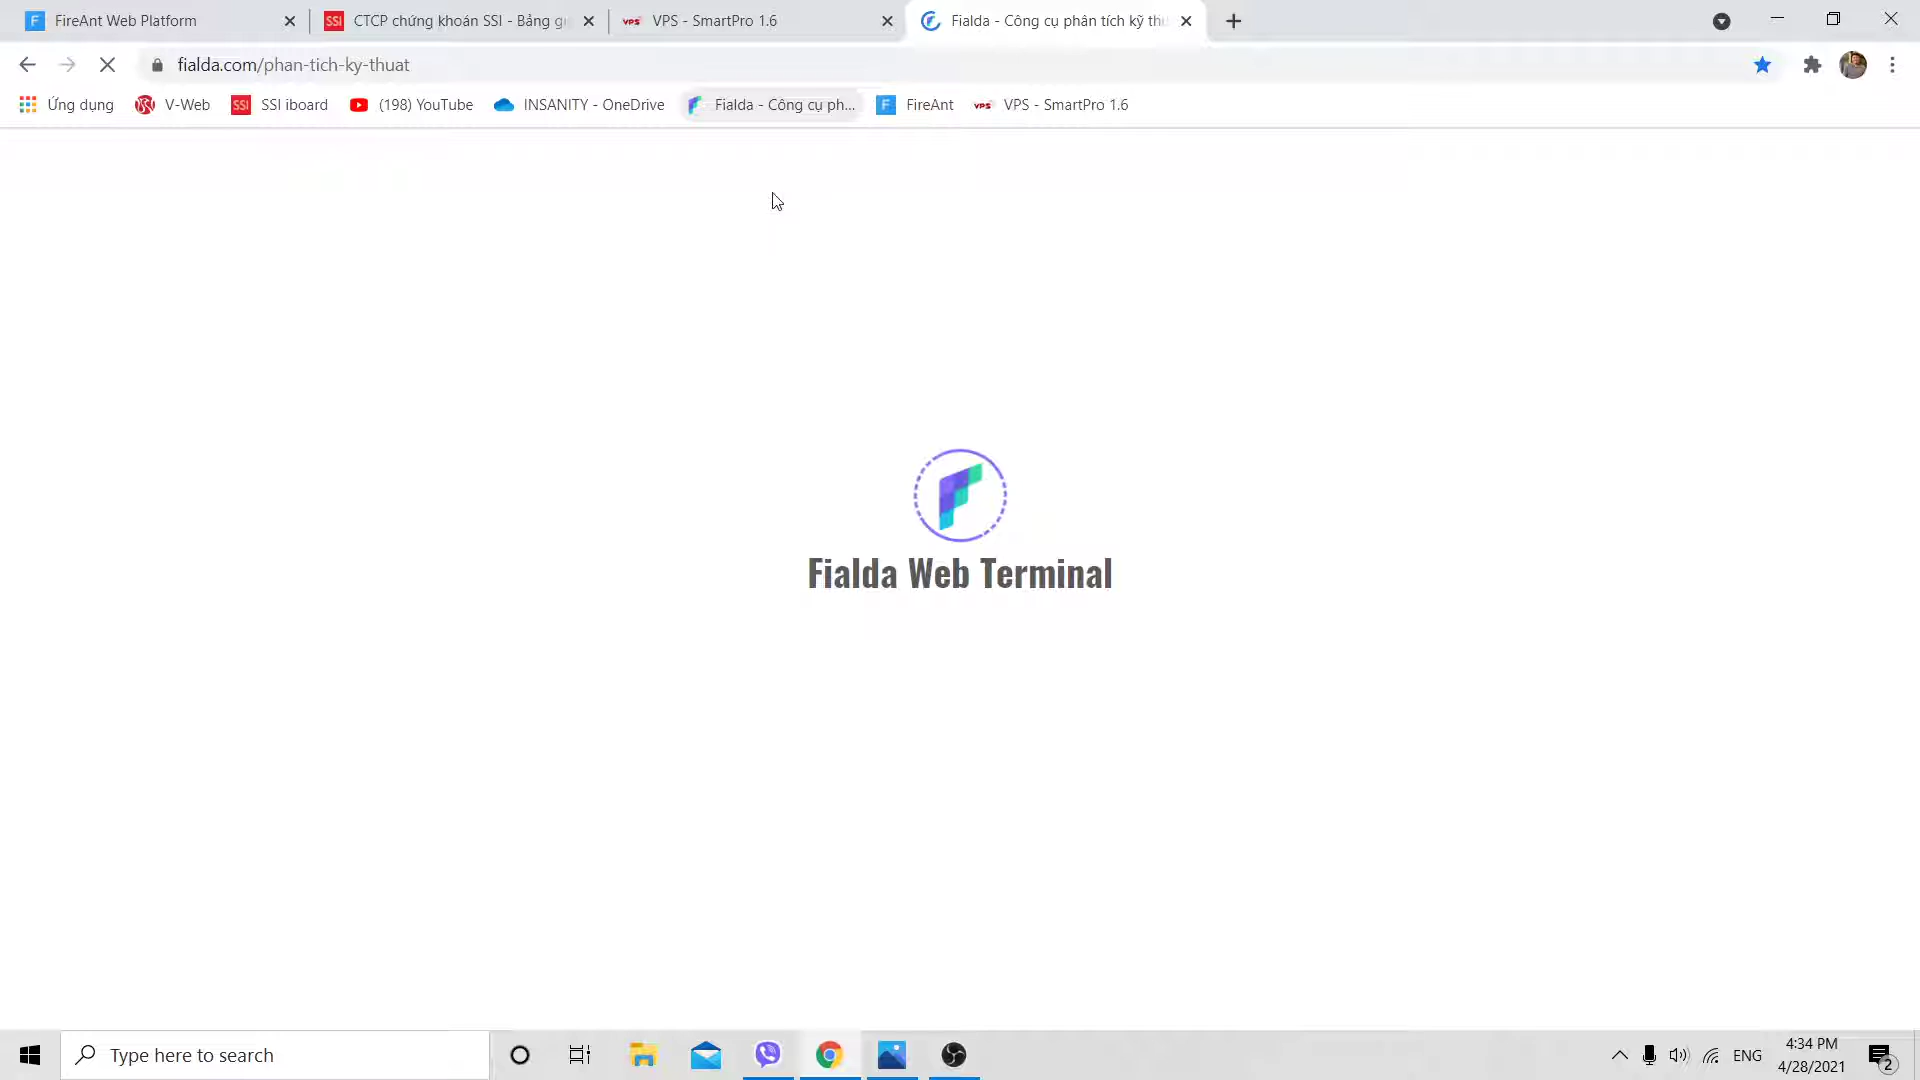 FireAnt Web Platform
CTCP chứng khoán SSI - Bảng g
VPS - SmartPro 1.6
Fialda - Công cụ phân tích kỹ thu
fialda.com/phan-tich-ky-thuat
Ứng dụng
V-Web
SSI iboard
(198) YouTube
INSANITY - OneDrive
Fialda - Công cụ ph...
FireAnt
VPS - SmartPro 1.6
Fialda Web Terminal
Type here to search
ENG
4:34 PM
4/28/2021
2